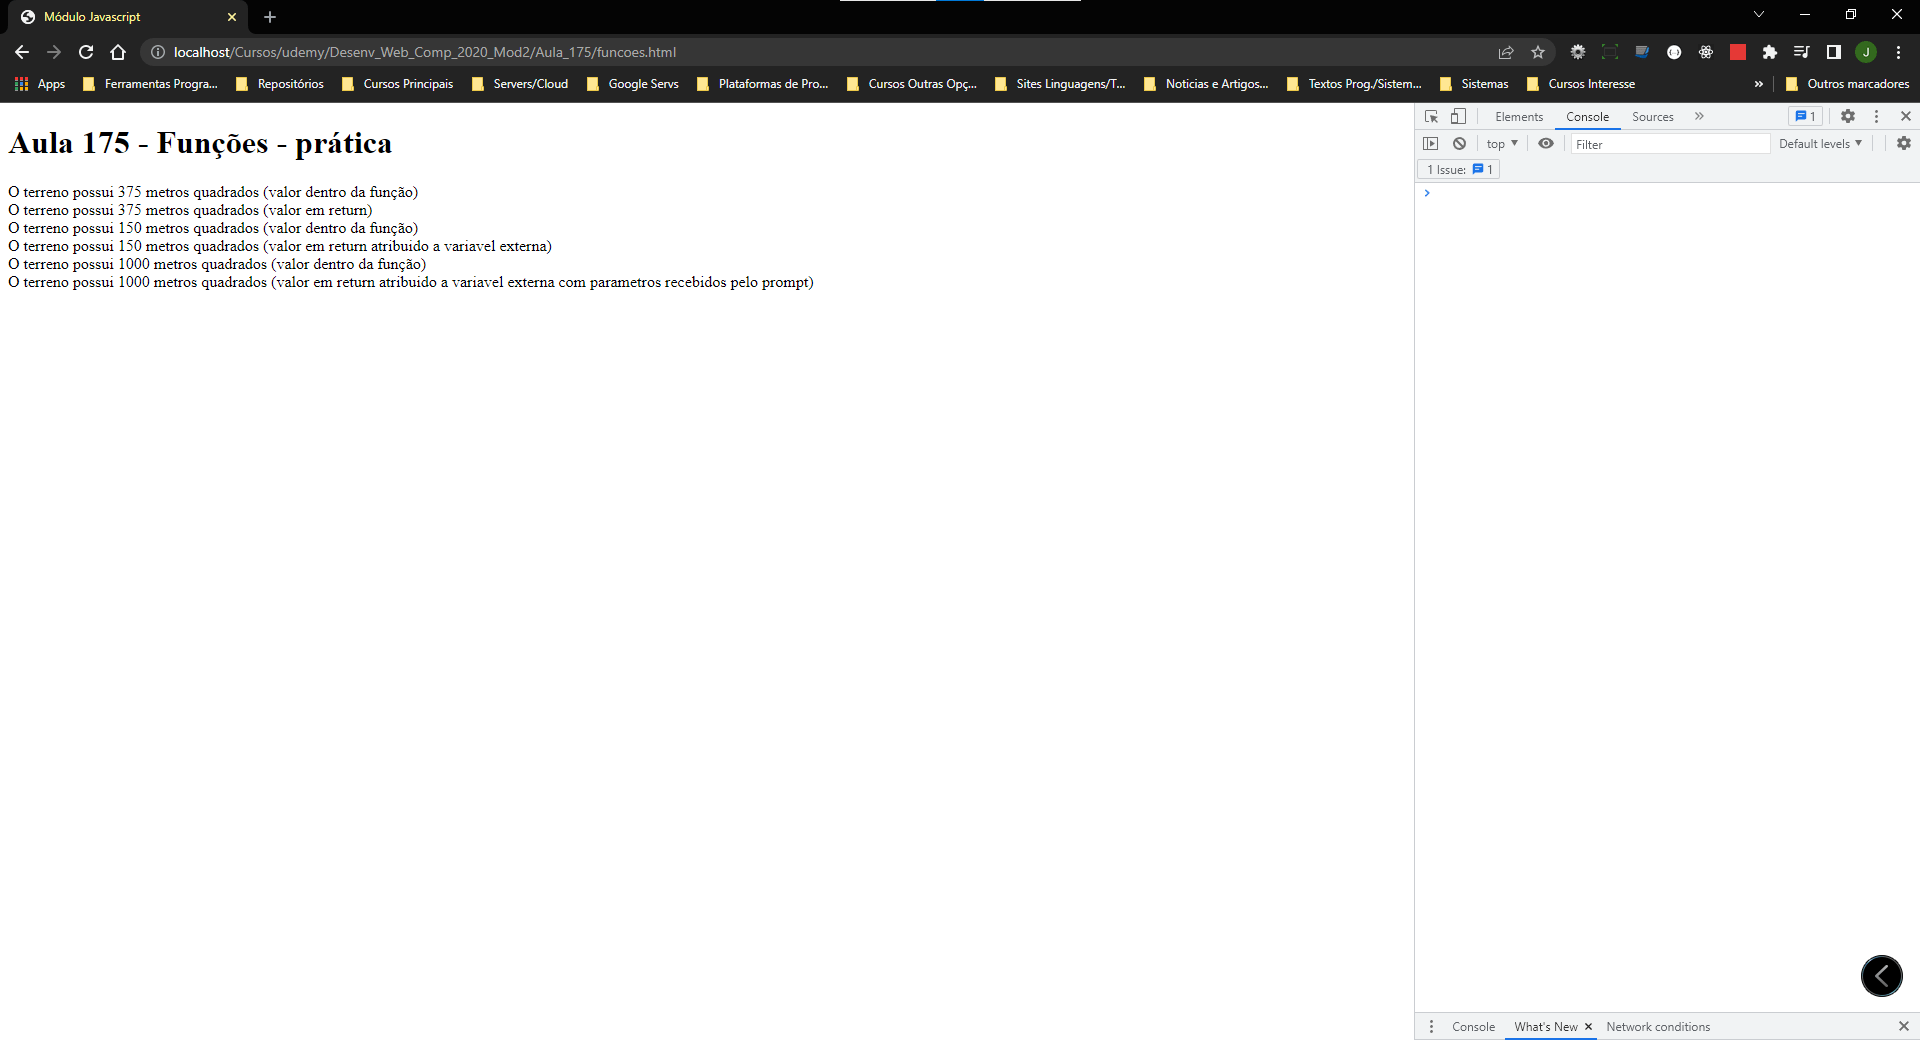 Módulo Javascript
localhost/Cursos/udemy/Desenv_Web_Comp_2020_Mod2/Aula_175/funcoes.html
J
Apps
Ferramentas Progra...
Repositórios
Cursos Principais
Servers/Cloud
Google Servs
Plataformas de Pro...
Cursos Outras Opç...
Sites Linguagens/T...
Noticias e Artigos...
Textos Prog./Sistem...
Sistemas
Cursos Interesse
»
Outros marcadores
Aula 175 - Funções - prática
O terreno possui 375 metros quadrados (valor dentro da função)
O terreno possui 375 metros quadrados (valor em return)
O terreno possui 150 metros quadrados (valor dentro da função)
O terreno possui 150 metros quadrados (valor em return atribuido a variavel externa)
O terreno possui 1000 metros quadrados (valor dentro da função)
O terreno possui 1000 metros quadrados (valor em return atribuido a variavel externa com parametros recebidos pelo prompt)
Elements
Console
Sources
»
1
top
Filter
Default levels
1 Issue: 1
Console
What's New
Network conditions